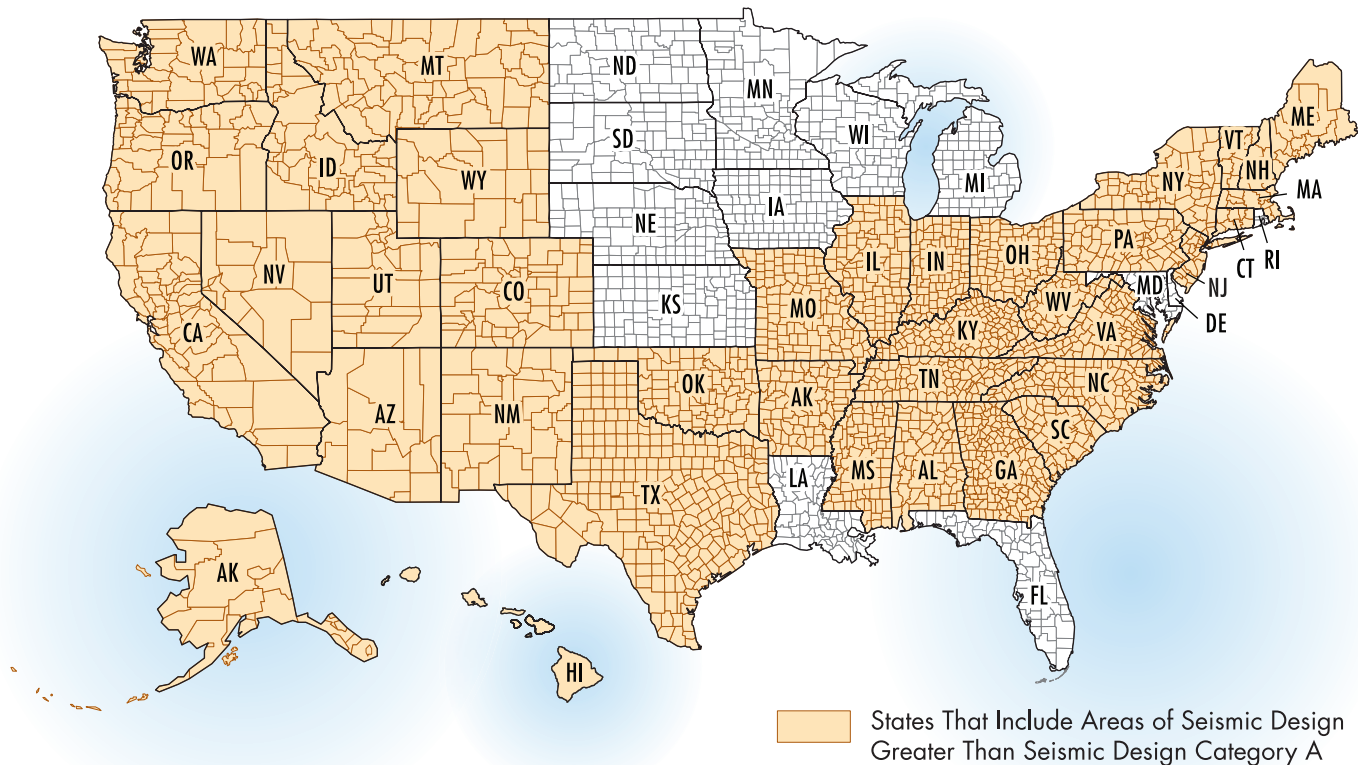 WA
MT
ND
MN
ME
VT
NH
OR
ID
SD
WI
MI
NY
MA
WY
IA
NE
PA
CT
RI
NV
UT
CO
IL
IN
OH
NJ
MD
DE
CA
KS
MO
WV
VA
KY
AZ
NM
OK
AK
TN
NC
SC
TX
LA
MS
AL
GA
AK
FL
HI
States That Include Areas of Seismic Design
Greater Than Seismic Design Category A